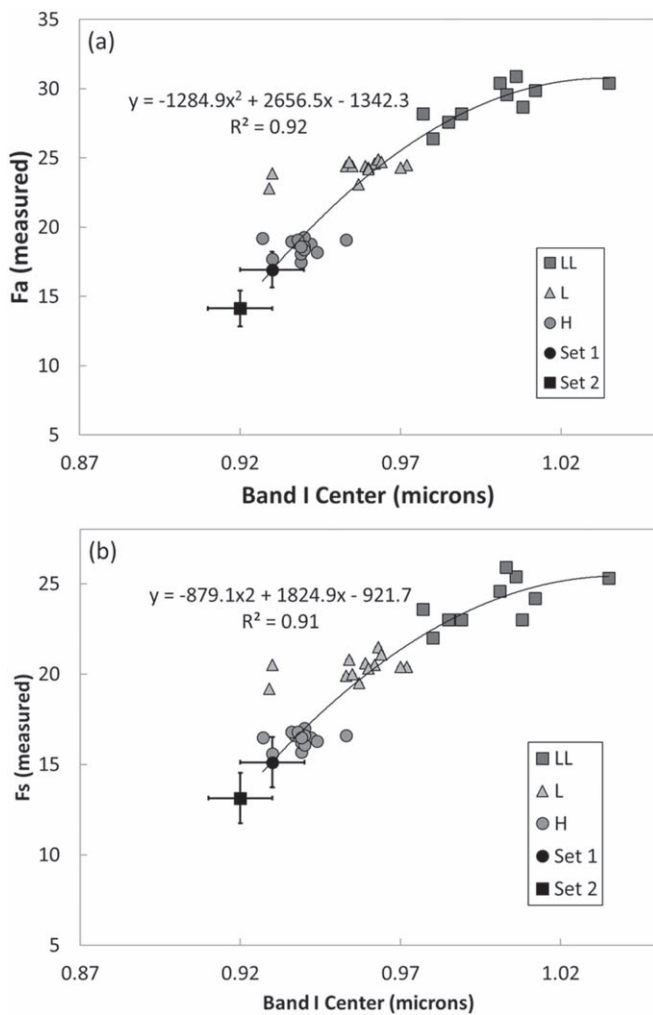 (a)
35
30
25
20
15
10
5
Fa (measured)
y = -1284.9x² + 2656.5x - 1342.3
R² = 0.92
LL
L
H
Set 1
Set 2
0.87
0.92
0.97
1.02
Band I Center (microns)
(b)
25
20
15
10
5
Fs (measured)
y = -879.1x2 + 1824.9x - 921.7
R² = 0.91
LL
L
H
Set 1
Set 2
0.87
0.92
0.97
1.02
Band I Center (microns)